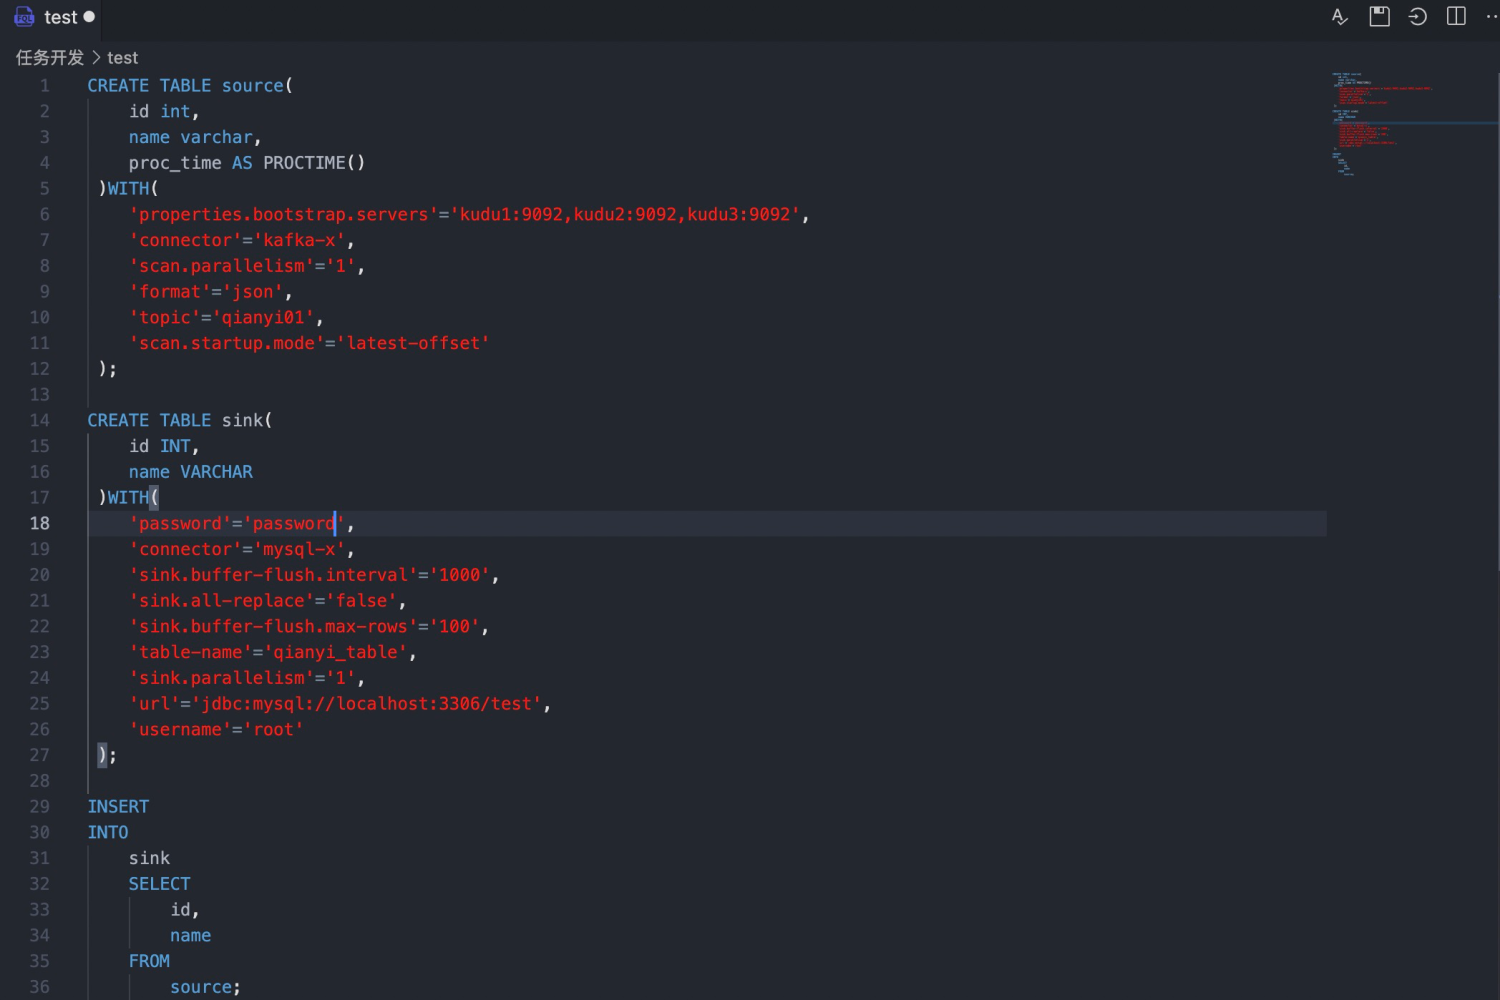 FQL test
任务开发 > test
1 CREATE TABLE source(
2 id int,
3 name varchar,
4 proc_time AS PROCTIME()
5 )WITH(
6 'properties.bootstrap.servers'='kudu1:9092,kudu2:9092,kudu3:9092',
7 'connector'='kafka-x',
8 'scan.parallelism'='1',
9 'format'='json',
10 'topic'='qianyi01',
11 'scan.startup.mode'='latest-offset'
12 );
13
14 CREATE TABLE sink(
15 id INT,
16 name VARCHAR
17 )WITH(
18 'password'='password',
19 'connector'='mysql-x',
20 'sink.buffer-flush.interval'='1000',
21 'sink.all-replace'='false',
22 'sink.buffer-flush.max-rows'='100',
23 'table-name'='qianyi_table',
24 'sink.parallelism'='1',
25 'url'='jdbc:mysql://localhost:3306/test',
26 'username'='root'
27 );
28
29 INSERT
30 INTO
31 sink
32 SELECT
33 id,
34 name
35 FROM
36 source;